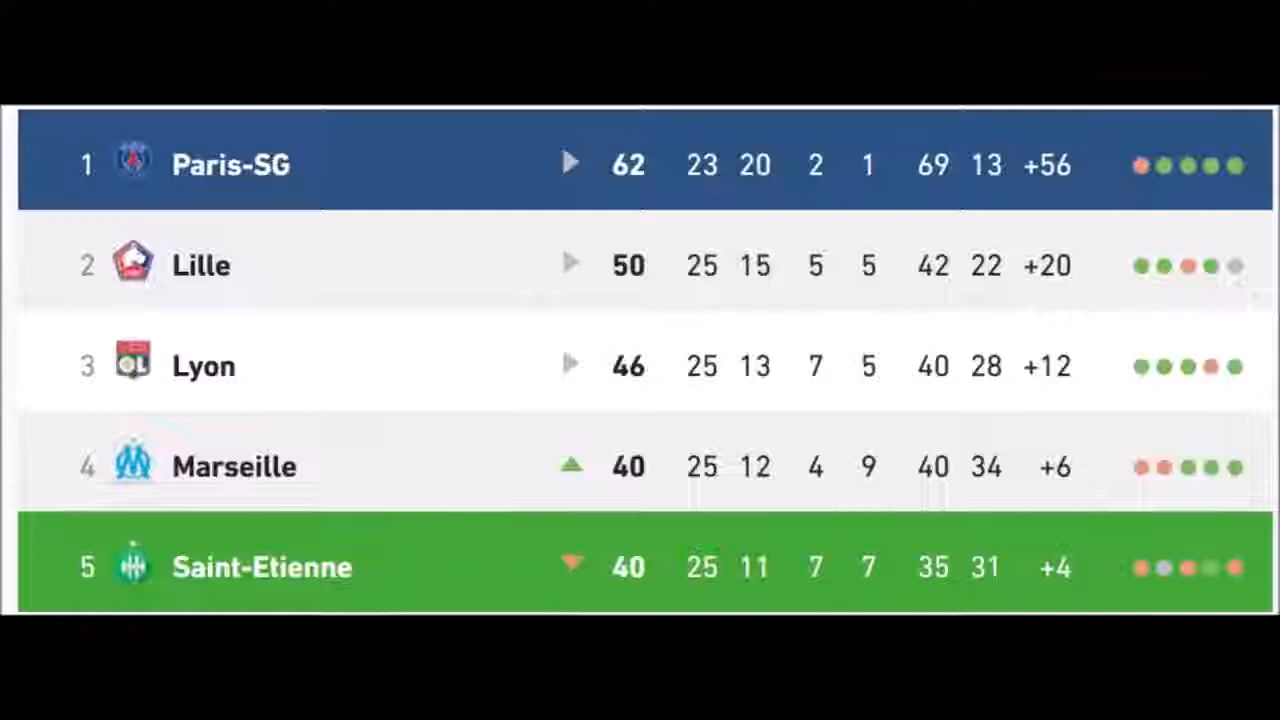 1 Paris-SG 62 23 20 2 1 69 13 +56
2 Lille 50 25 15 5 5 42 22 +20
3 Lyon 46 25 13 7 5 40 28 +12
4 Marseille 40 25 12 4 9 40 34 +6
5 Saint-Etienne 40 25 11 7 7 35 31 +4